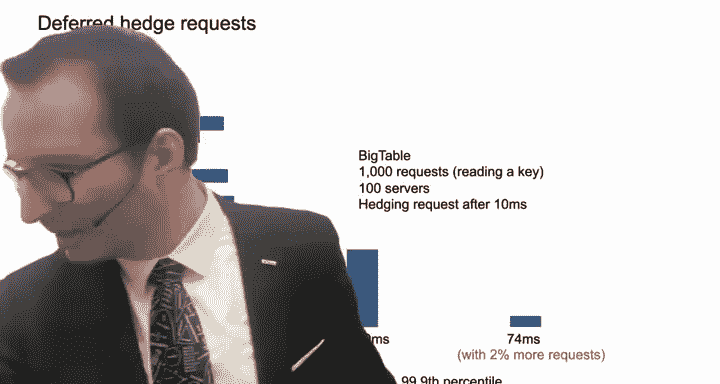 Deferred hedge requests
BigTable
1,000 requests (reading a key)
100 servers
Hedging request after 10ms
ms
74ms
(with 2% more requests)
99.9th percentile